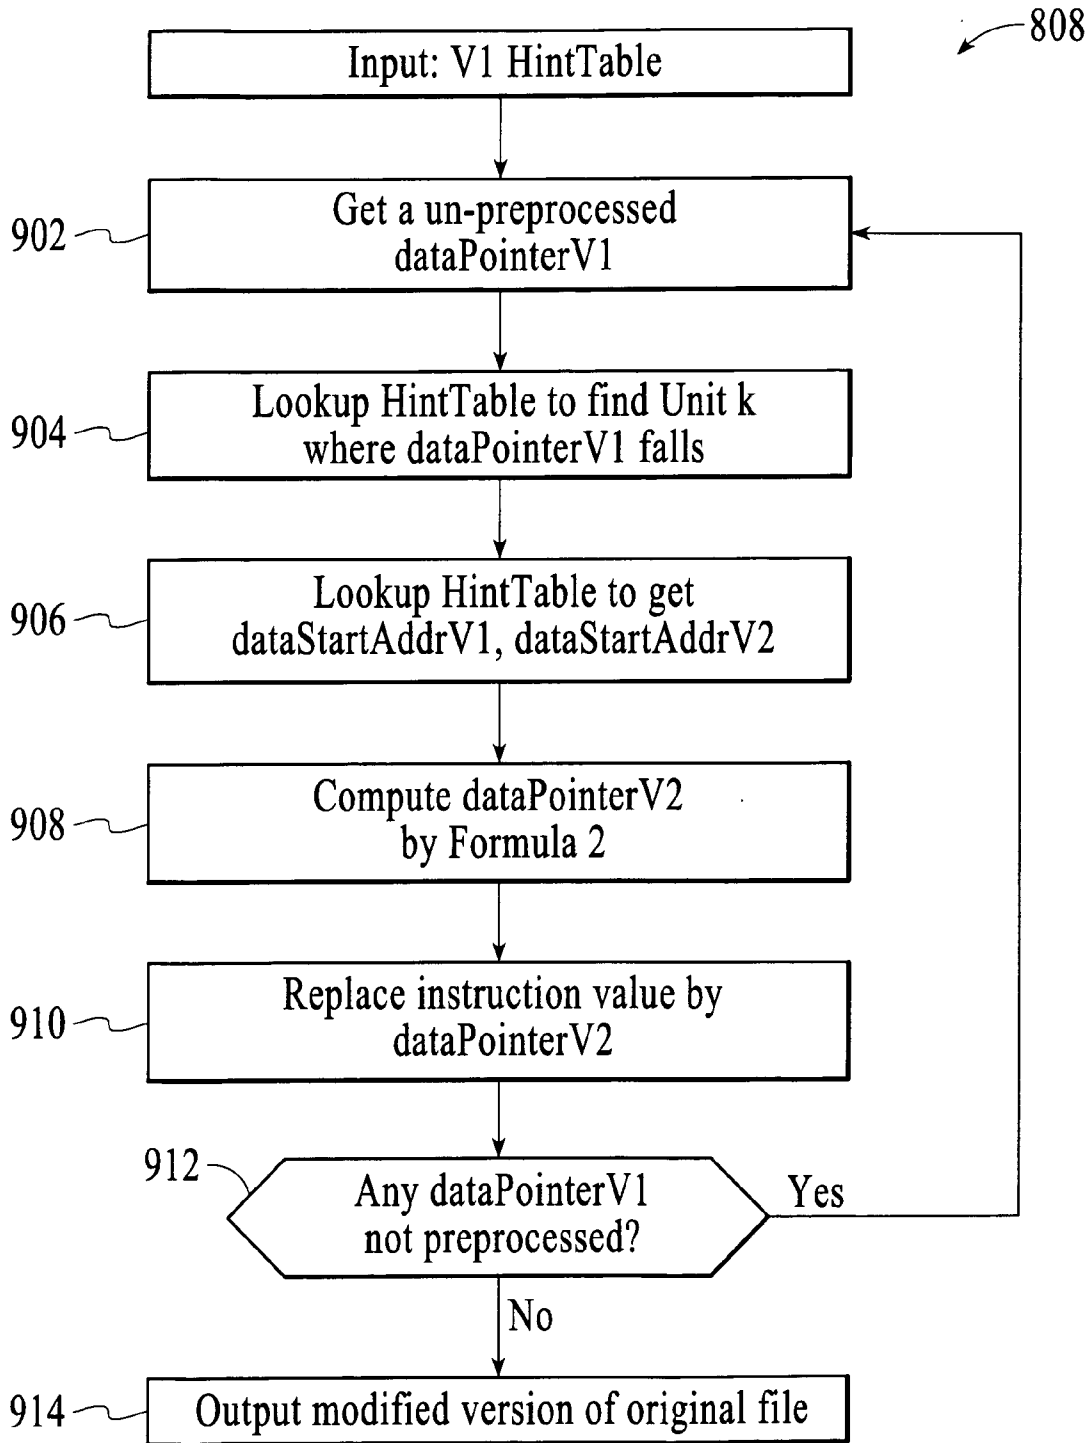 808
Input: V1 HintTable
902
Get a un-preprocessed
dataPointerV1
904
Lookup HintTable to find Unit k
where dataPointerV1 falls
906
Lookup HintTable to get
dataStartAddrV1, dataStartAddrV2
908
Compute dataPointerV2
by Formula 2
910
Replace instruction value by
dataPointerV2
912
Any dataPointerV1
not preprocessed?
Yes
No
914
Output modified version of original file